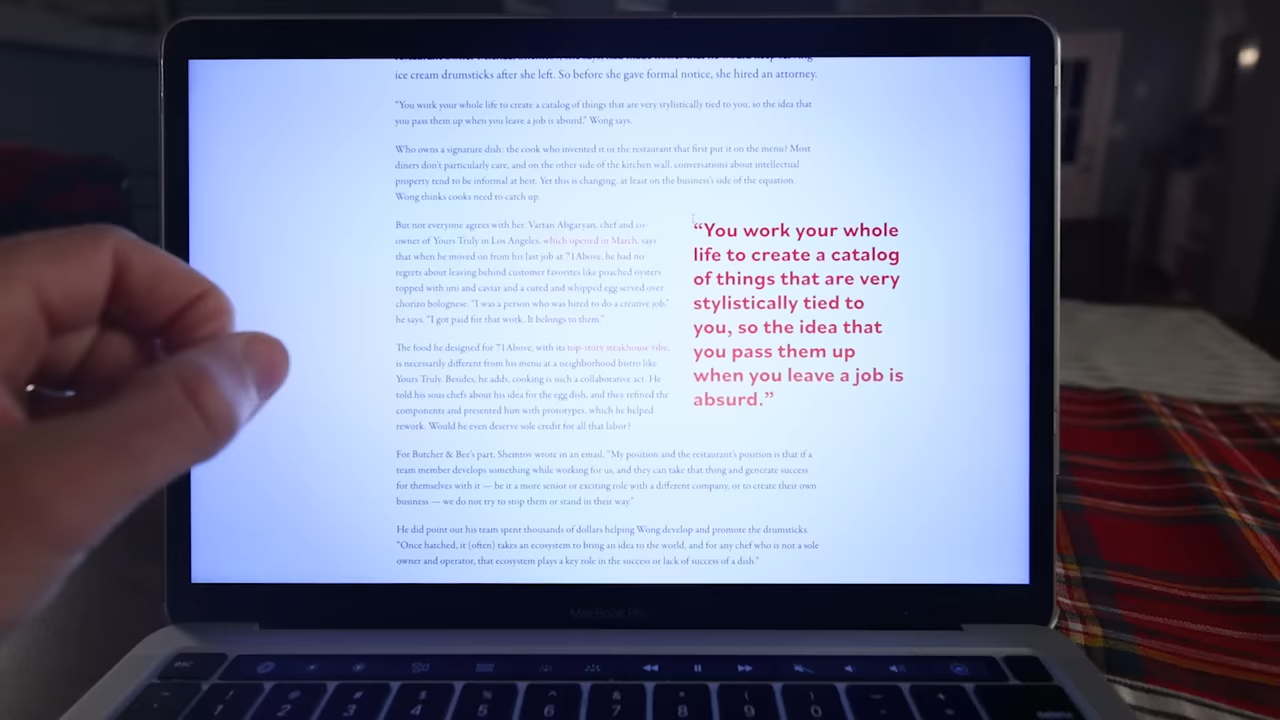 ice cream drumsticks after she left. So before she gave formal notice, she hired an attorney.
"You work your whole life to create a catalog of things that are very stylistically tied to you, so the idea that
you pass them up when you leave a job is absurd." Wong says.
Who owns a signature dish: the cook who invented it or the restaurant that first put it on the menu? Most
diners don't particularly care, and on the other side of the kitchen wall, conversations about intellectual
property tend to be informal at best. Yet this is changing, at least on the business's side of the equation.
Wong thinks cooks need to catch up.
But not everyone agrees with her. Vartan Abgaryan, chef and co-
owner of Yours Truly in Los Angeles, which opened in March, says
that when he moved on from his last job at 71Above, he had no
regrets about leaving behind customer favorites like poached oysters
topped with uni and caviar and a cured and whipped egg served over
chorizo bolognese. "I was a person who was hired to do a creative job,"
he says. "I got paid for that work. It belongs to them."
The food he designed for 71Above, with its top-story steakhouse vibe,
is necessarily different from his menu at a neighborhood bistro like
Yours Truly. Besides, he adds, cooking is such a collaborative act. He
told his sous chefs about his idea for the egg dish, and they refined the
components and presented him with prototypes, which he helped
rework. Would he even deserve sole credit for all that labor?
"You work your whole
life to create a catalog
of things that are very
stylistically tied to
you, so the idea that
you pass them up
when you leave a job is
absurd."
For Butcher & Bee's part, Shemtov wrote in an email, "My position and the restaurant's position is that if a
team member develops something while working for us, and they can take that thing and generate success
for themselves with it — be it a more senior or exciting role with a different company, or to create their own
business — we do not try to stop them or stand in their way."
He did point out his team spent thousands of dollars helping Wong develop and promote the drumsticks.
"Once hatched, it (often) takes an ecosystem to bring an idea to the world, and for any chef who is not a sole
owner and operator, that ecosystem plays a key role in the success or lack of success of a dish."
MacBook Pro
esc
1 2 3 4 5 6 7 8 9 0